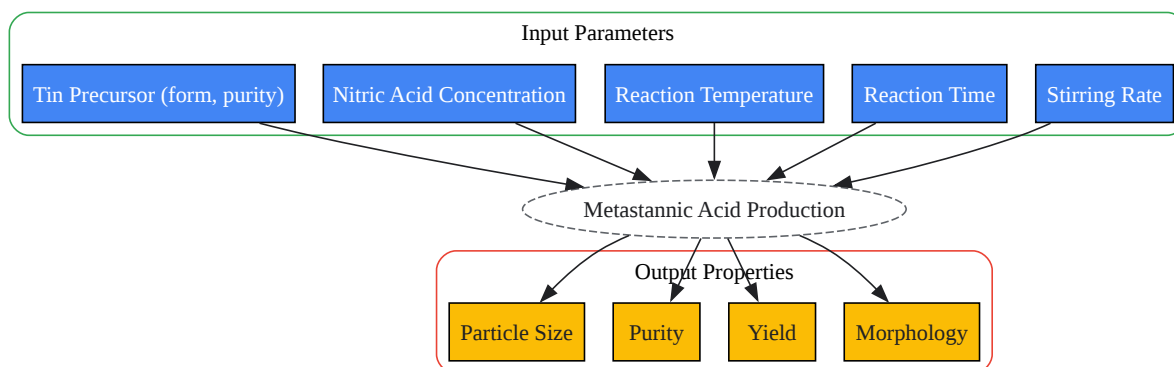 Input Parameters
Tin Precursor (form, purity)
Nitric Acid Concentration
Reaction Temperature
Reaction Time
Stirring Rate
Metastannic Acid Production
Output Properties
Particle Size
Purity
Yield
Morphology